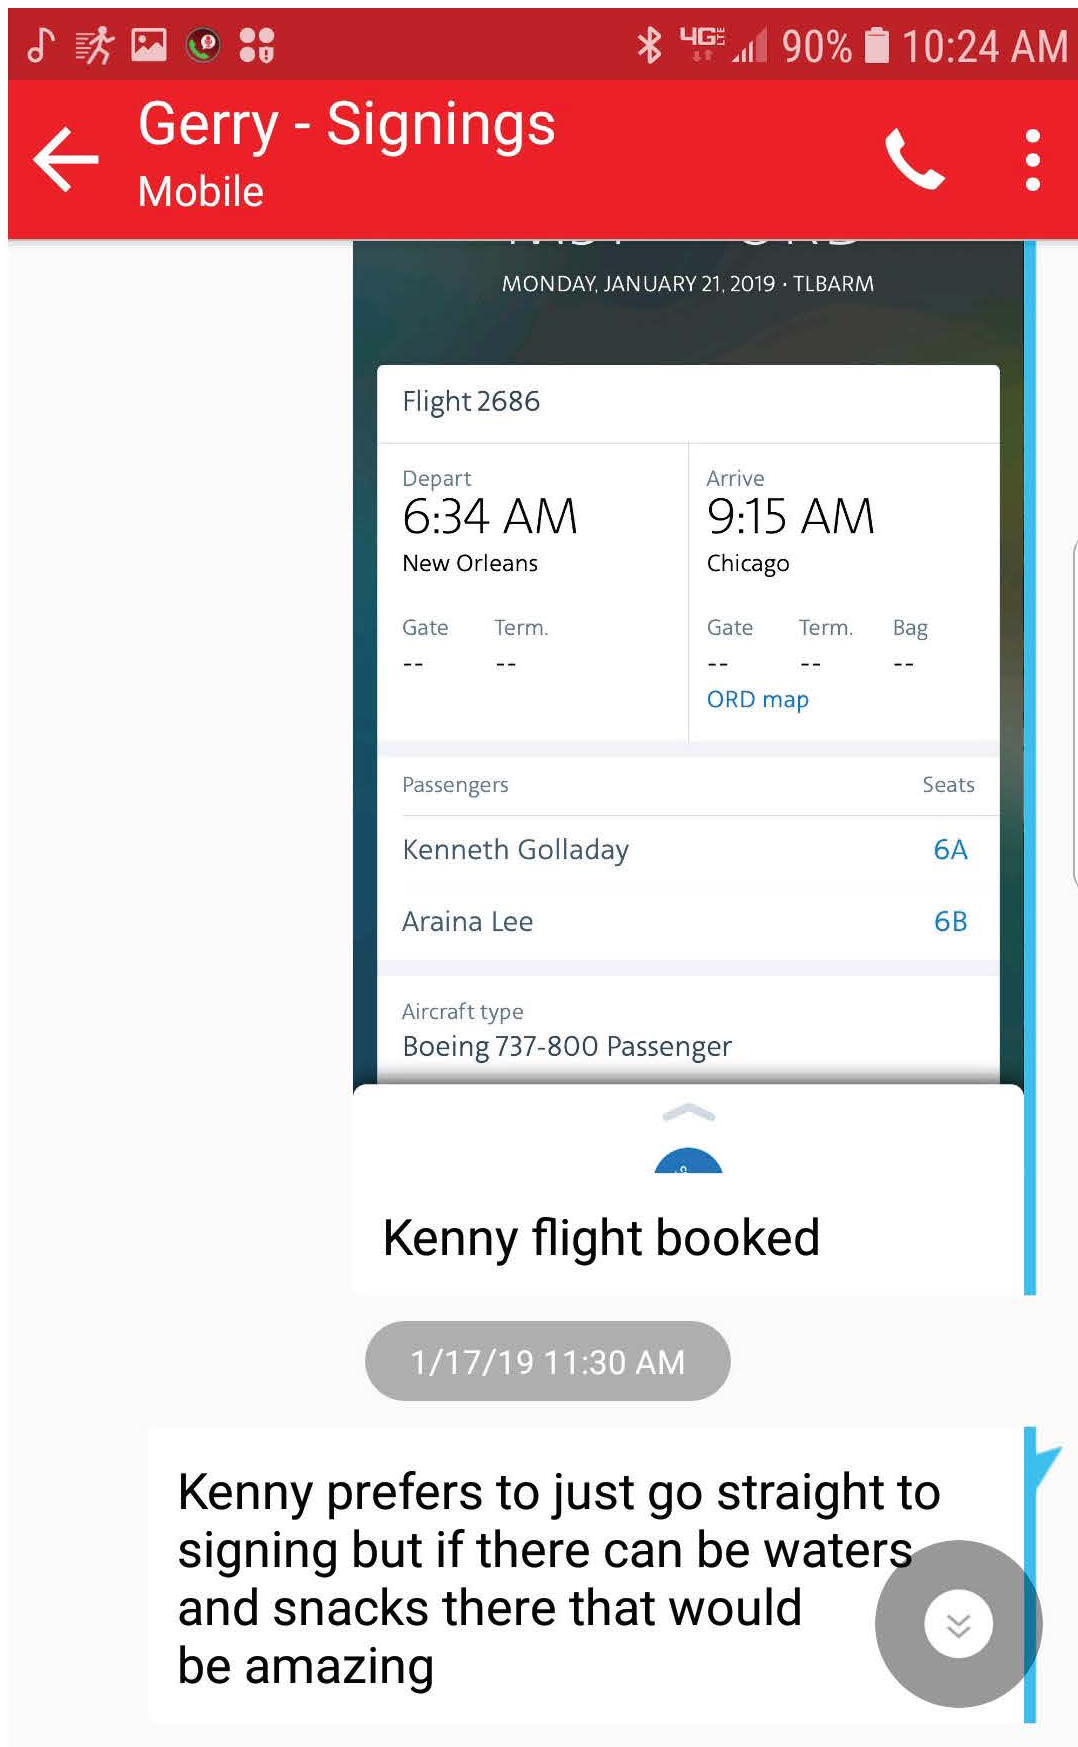 4G LTE 90% 10:24 AM
Gerry - Signings
Mobile
MONDAY, JANUARY 21, 2019 · TLBARM
Flight 2686
Depart Arrive
6:34 AM 9:15 AM
New Orleans Chicago
Gate Term. Gate Term. Bag
-- -- -- -- --
ORD map
Passengers Seats
Kenneth Golladay 6A
Araina Lee 6B
Aircraft type
Boeing 737-800 Passenger
Kenny flight booked
1/17/19 11:30 AM
Kenny prefers to just go straight to
signing but if there can be waters
and snacks there that would
be amazing